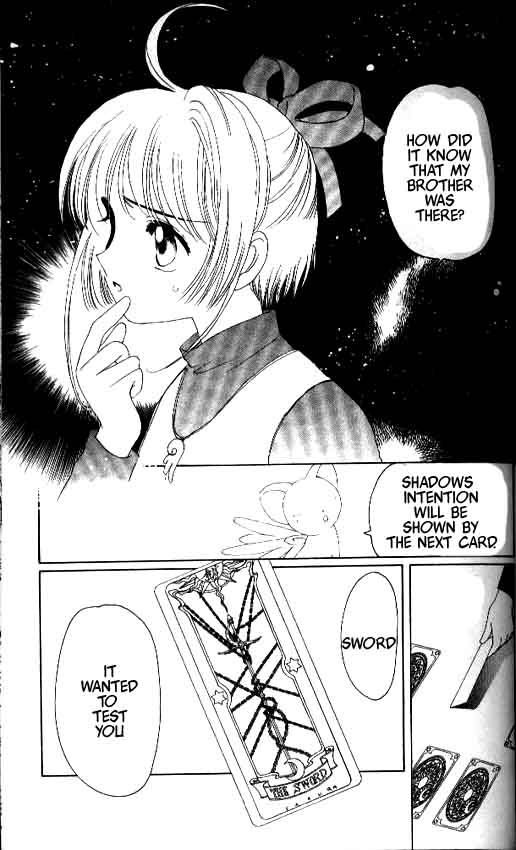 HOW DID
IT KNOW
THAT MY
BROTHER
WAS
THERE?
SHADOWS
INTENTION
WILL BE
SHOWN BY
THE NEXT CARD
SWORD
IT
WANTED
TO
TEST
YOU
THE SWORD